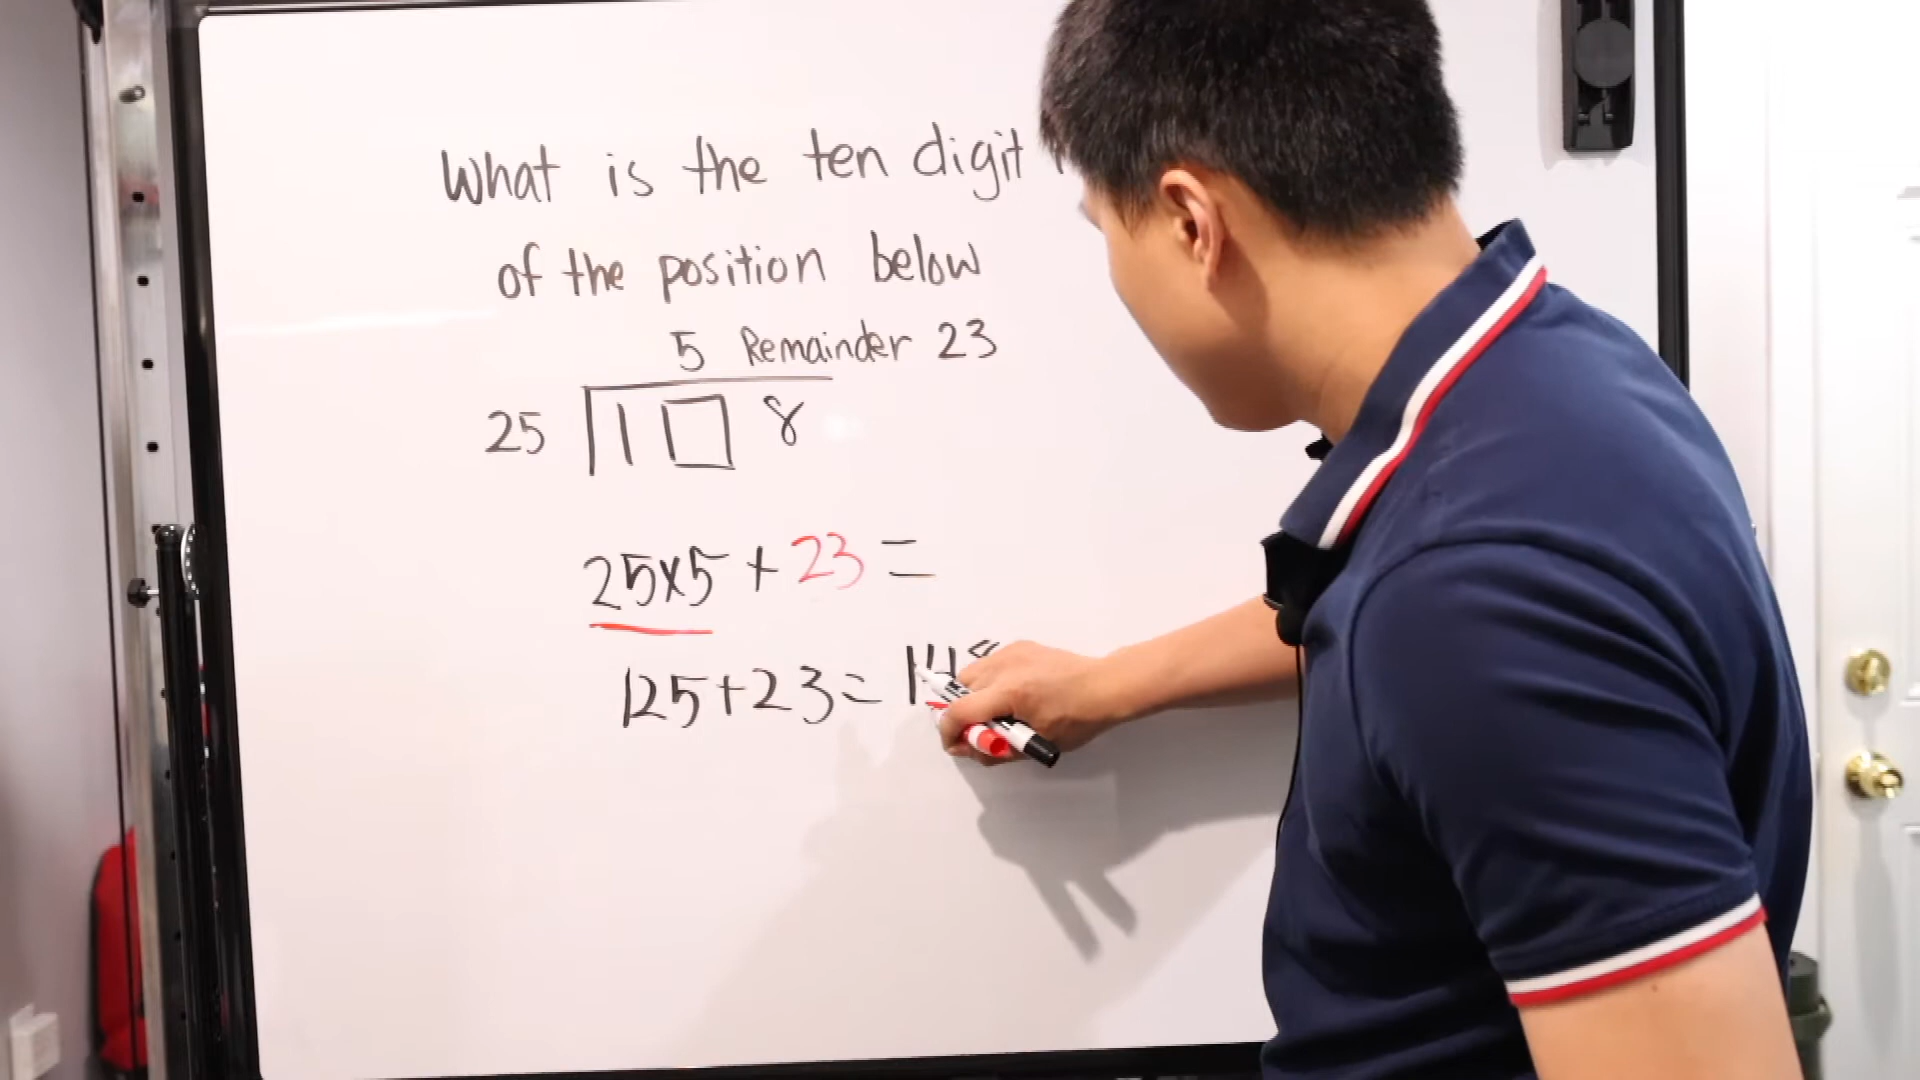 What is the ten digit
of the position below
5 Remainder 23
25 1 □ 8
25x5 + 23 =
125+23= 148